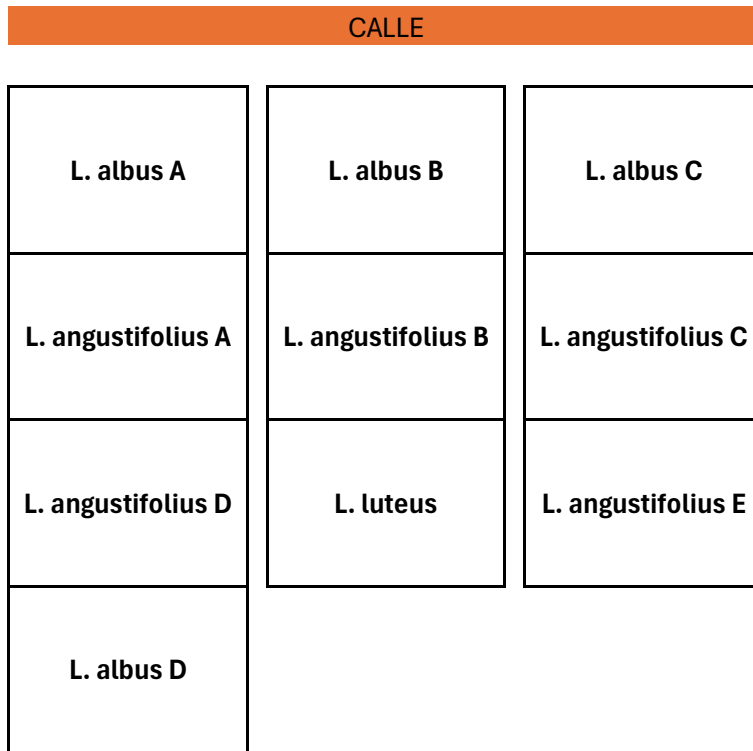 CALLE
L. albus A
L. albus B
L. albus C
L. angustifolius A
L. angustifolius B
L. angustifolius C
L. angustifolius D
L. luteus
L. angustifolius E
L. albus D